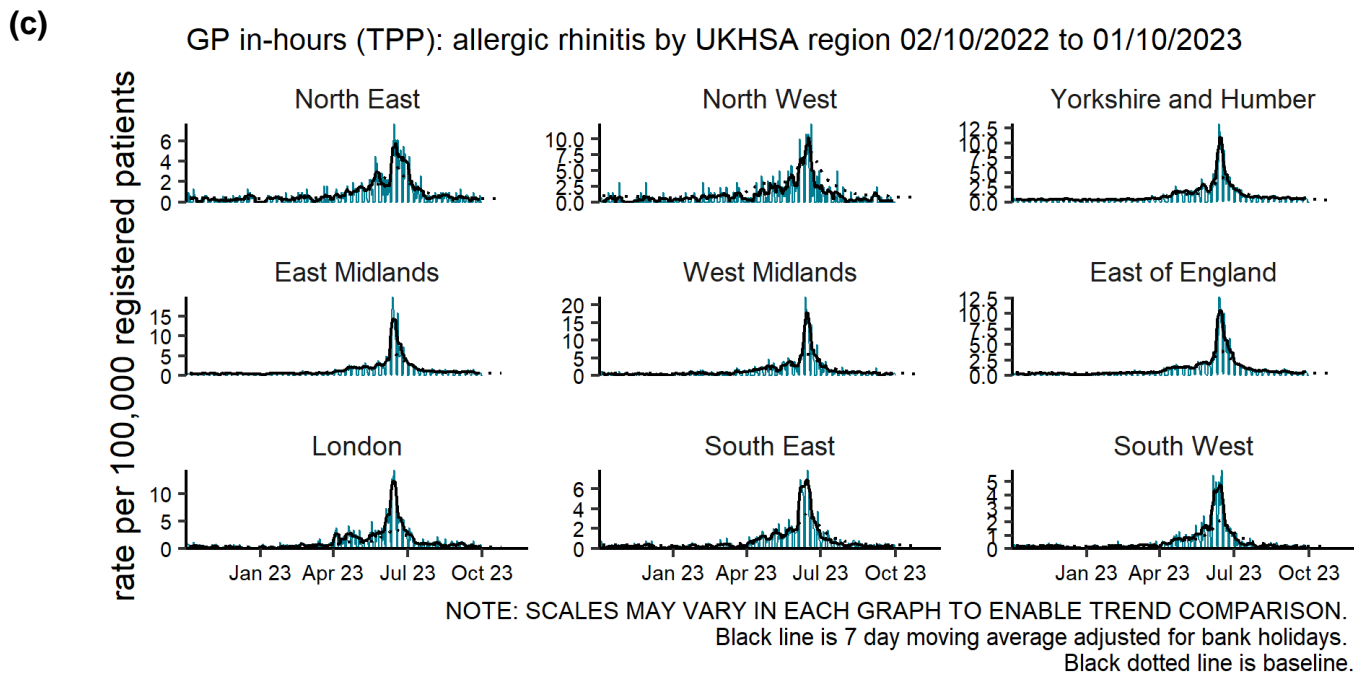 (c)
GP in-hours (TPP): allergic rhinitis by UKHSA region 02/10/2022 to 01/10/2023
rate per 100,000 registered patients
North East
North West
Yorkshire and Humber
6
4
2
0
10.0
7.5
5.0
2.5
0.0
12.5
10.0
7.5
5.0
2.5
0.0
East Midlands
West Midlands
East of England
15
10
5
0
20
15
10
5
0
12.5
10.0
7.5
5.0
2.5
0.0
London
South East
South West
10
5
0
6
4
2
0
5
4
3
2
1
0
Jan 23 Apr 23 Jul 23 Oct 23
Jan 23 Apr 23 Jul 23 Oct 23
Jan 23 Apr 23 Jul 23 Oct 23
NOTE: SCALES MAY VARY IN EACH GRAPH TO ENABLE TREND COMPARISON.
Black line is 7 day moving average adjusted for bank holidays.
Black dotted line is baseline.